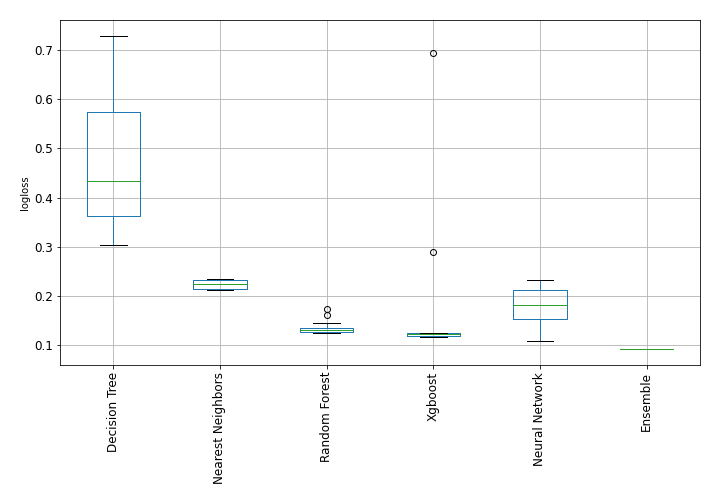 0.7
0.6
0.5
0.4
0.3
0.2
0.1
logloss
Decision Tree
Nearest Neighbors
Random Forest
Xgboost
Neural Network
Ensemble